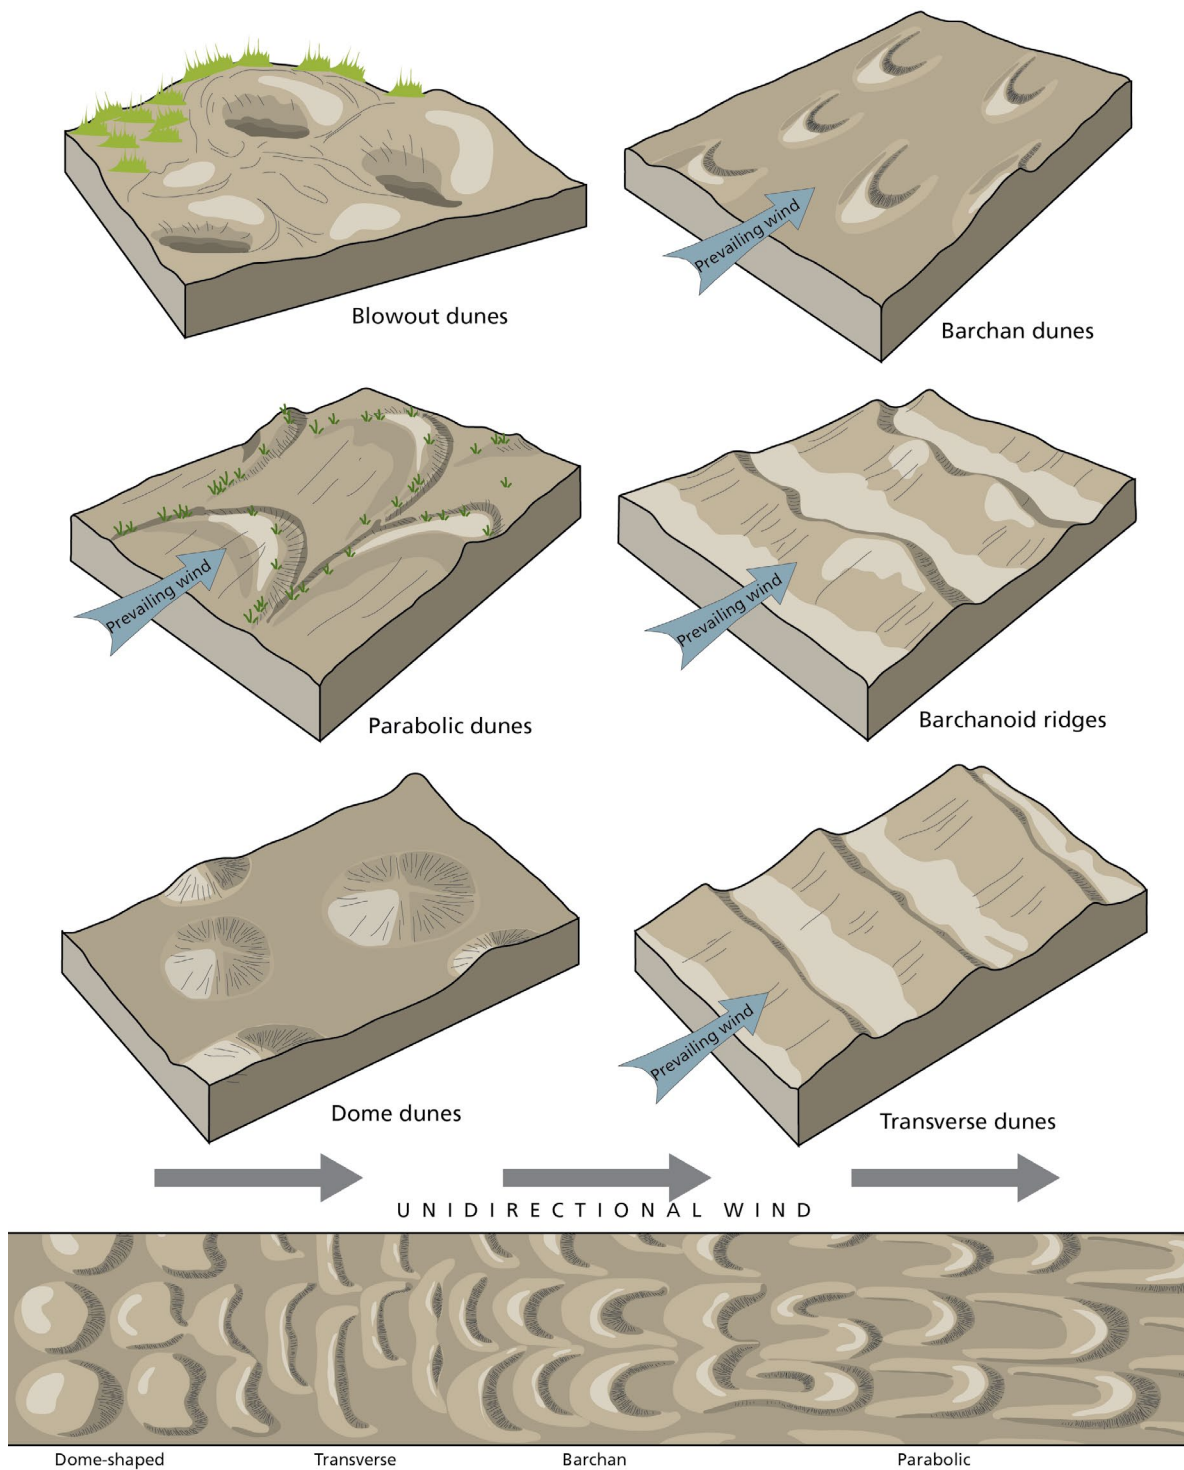 Blowout dunes
Prevailing wind
Barchan dunes
Prevailing wind
Parabolic dunes
Prevailing wind
Barchanoid ridges
Dome dunes
Prevailing wind
Transverse dunes
UNIDIRECTIONAL WIND
Dome-shaped
Transverse
Barchan
Parabolic